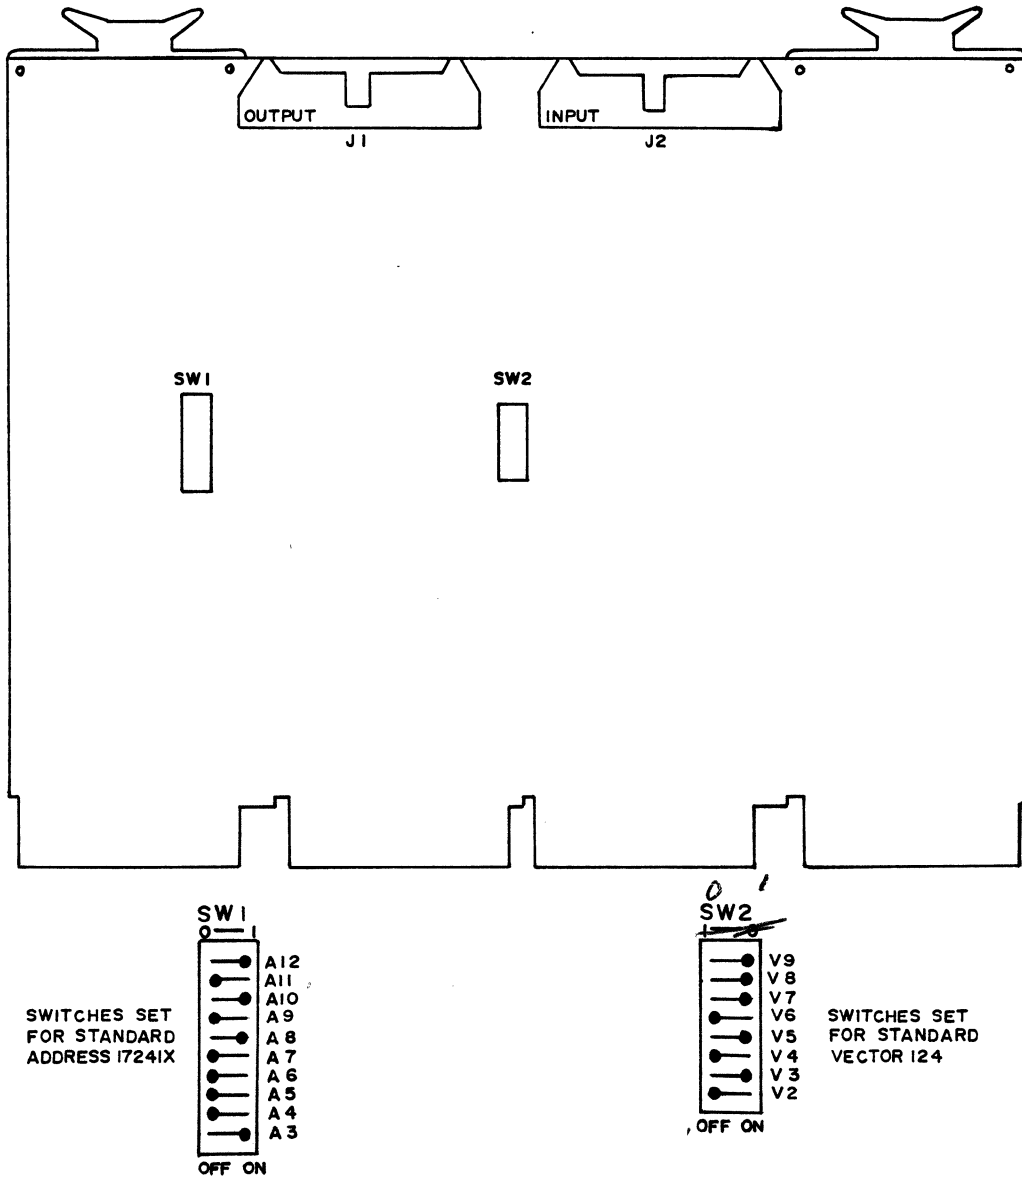 OUTPUT
INPUT
J1
J2
SW1
SW2
SW1
0 1
A12
A11
A10
A9
A8
A7
A6
A5
A4
A3
OFF ON
SWITCHES SET
FOR STANDARD
ADDRESS 17241X
0 1
SW2
1 0
V9
V8
V7
V6
V5
V4
V3
V2
OFF ON
SWITCHES SET
FOR STANDARD
VECTOR 124